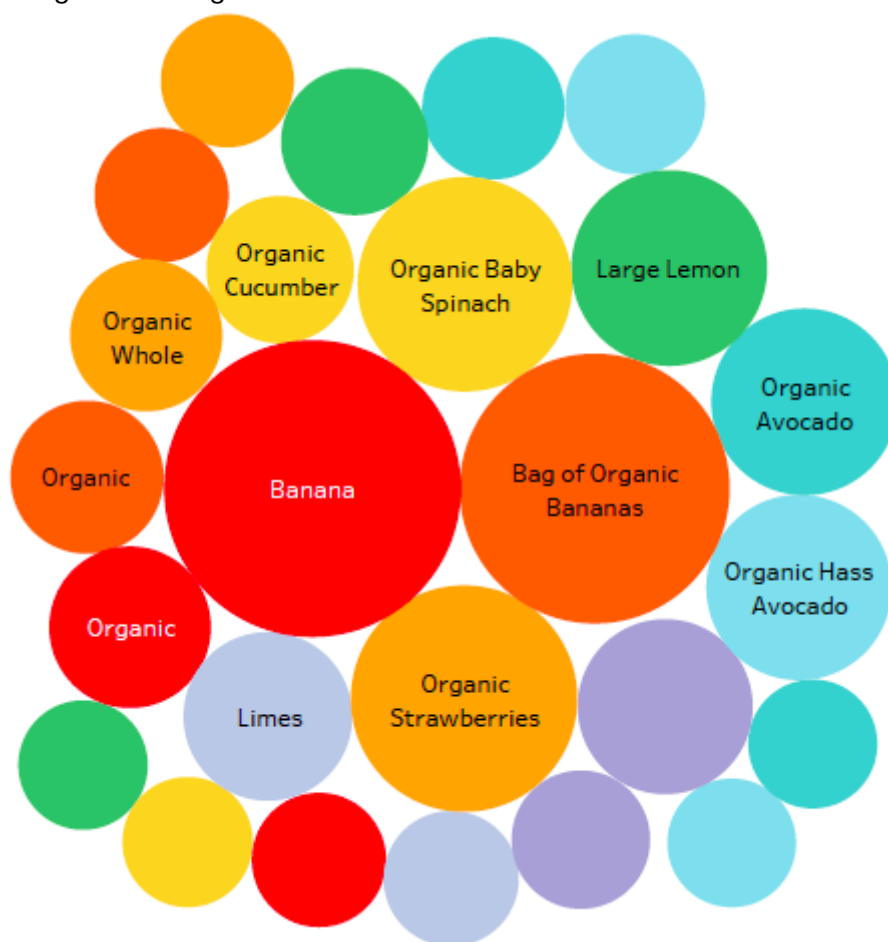 Organic
Cucumber
Organic Baby
Spinach
Large Lemon
Organic
Whole
Organic
Avocado
Organic
Banana
Bag of Organic
Bananas
Organic Hass
Avocado
Organic
Limes
Organic
Strawberries